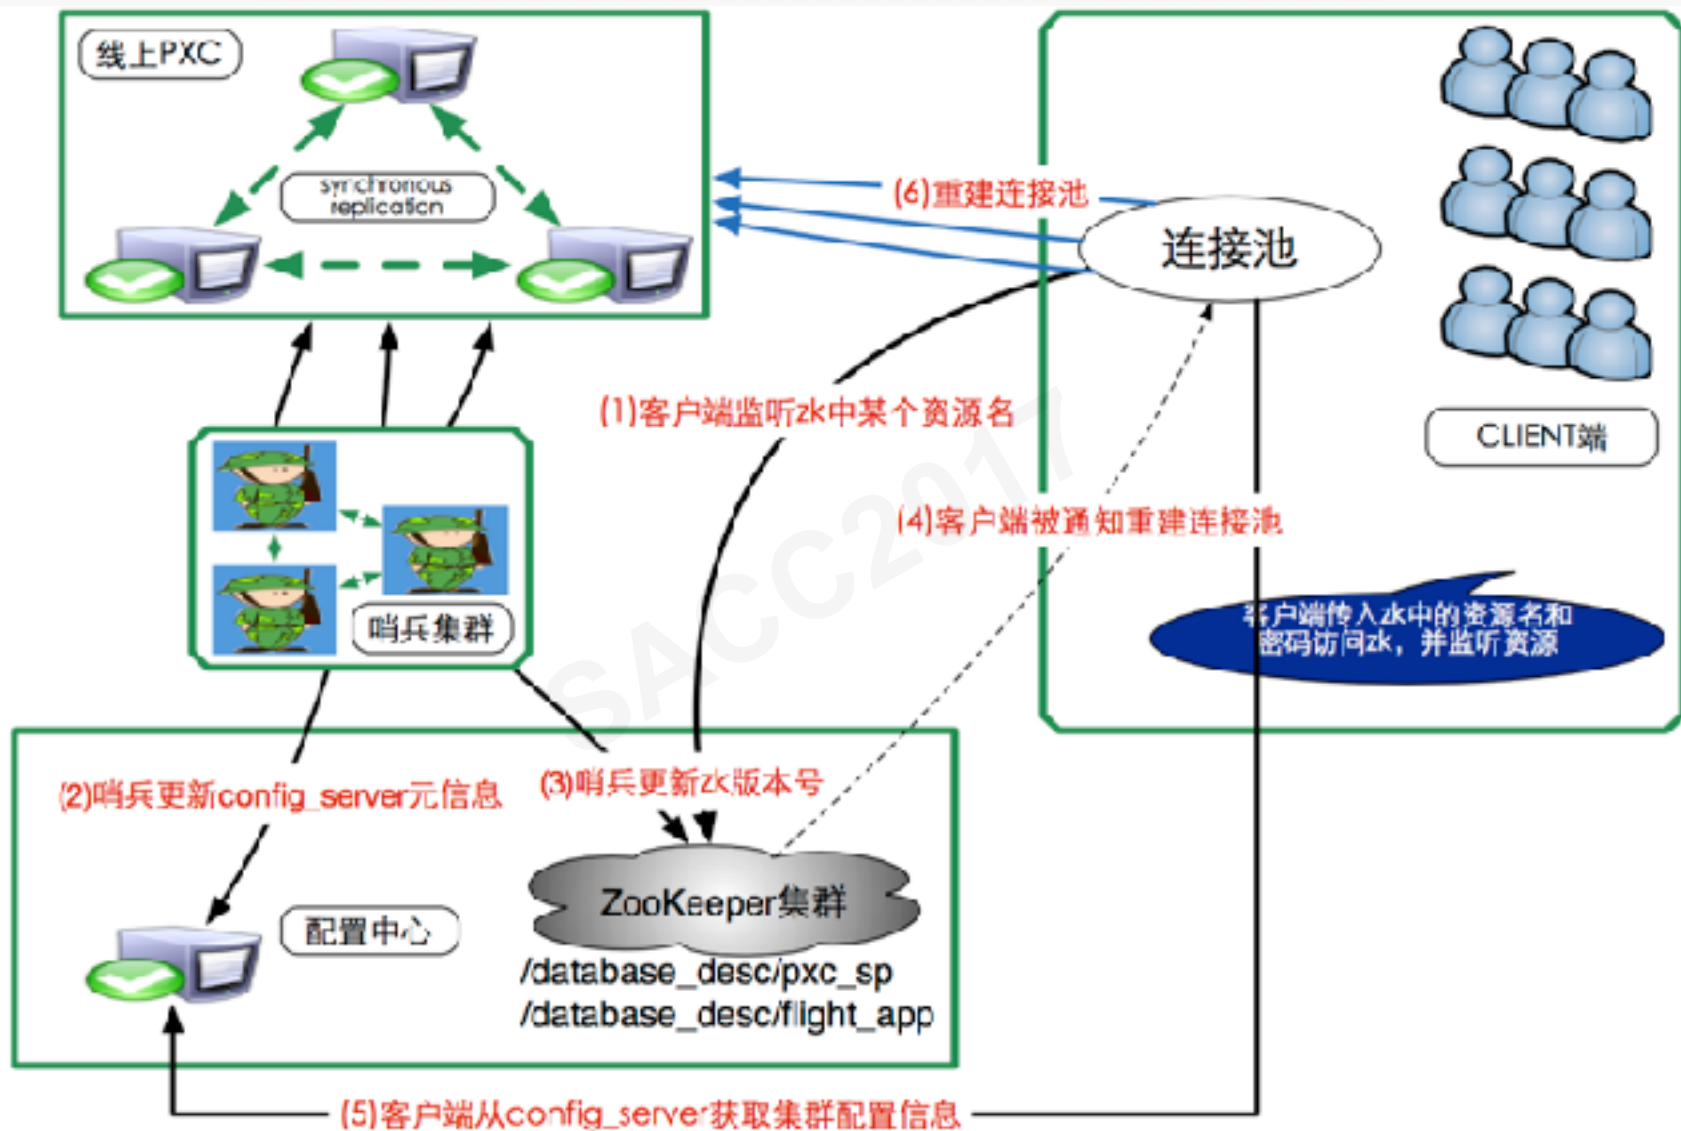 线上PXC
synchronous
replication
(6)重建连接池
连接池
(1)客户端监听zk中某个资源名
CLIENT端
(4)客户端被通知重建连接池
哨兵集群
客户端传入zk中的资源名和
密码访问zk，并监听资源
(2)哨兵更新config_server元信息
(3)哨兵更新zk版本号
ZooKeeper集群
配置中心
/database_desc/pxc_sp
/database_desc/flight_app
(5)客户端从config_server获取集群配置信息
SACC2017